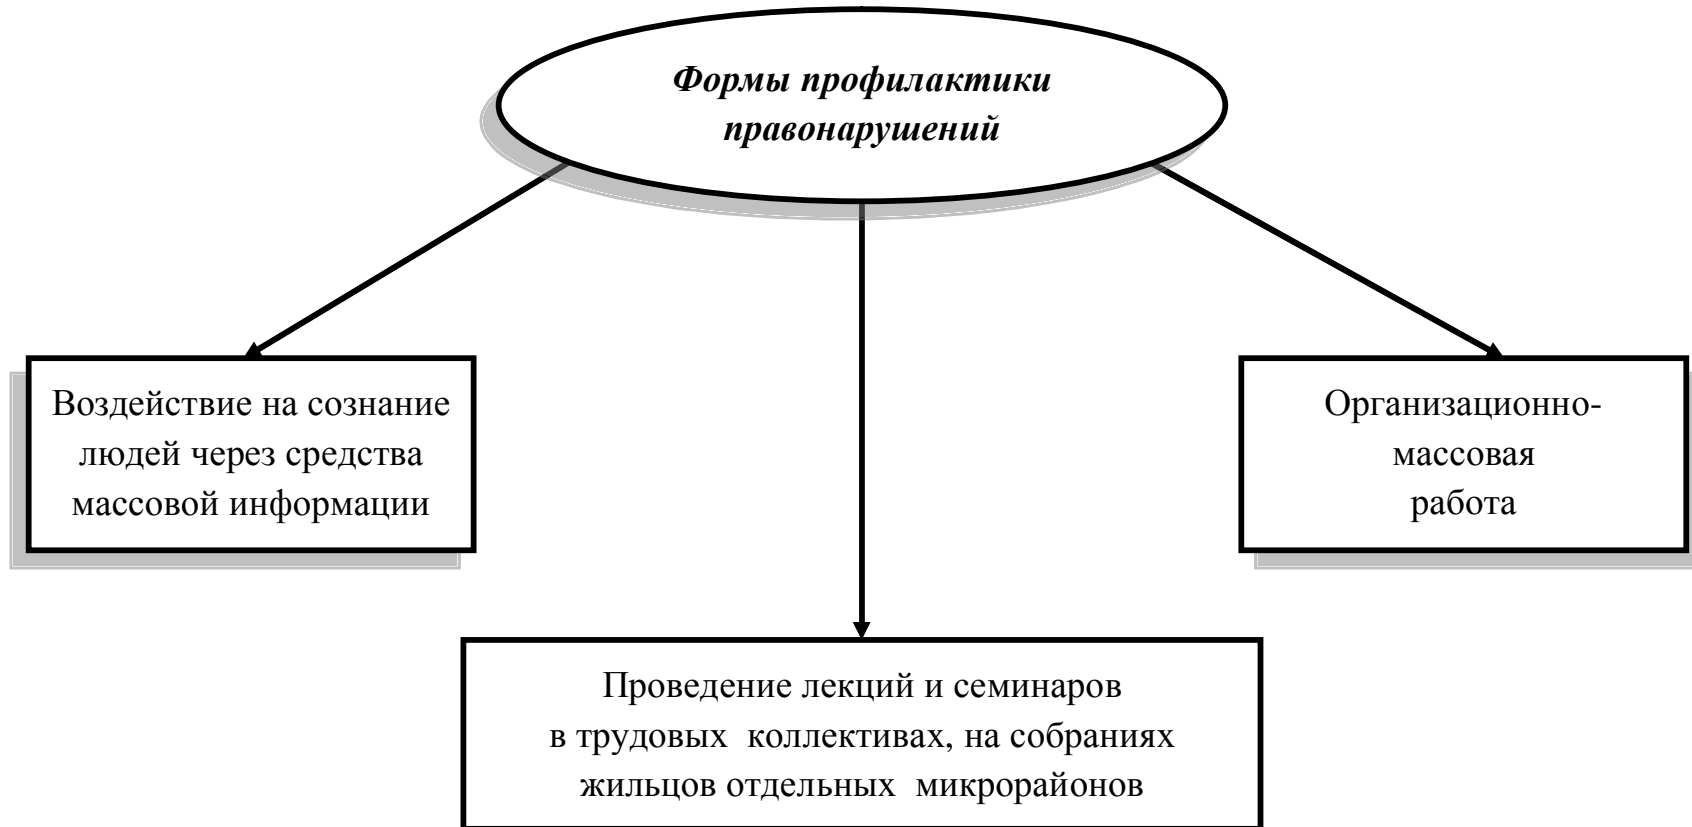 Формы профилактики
правонарушений
Воздействие на сознание
людей через средства
массовой информации
Организационно-
массовая
работа
Проведение лекций и семинаров
в трудовых коллективах, на собраниях
жильцов отдельных микрорайонов